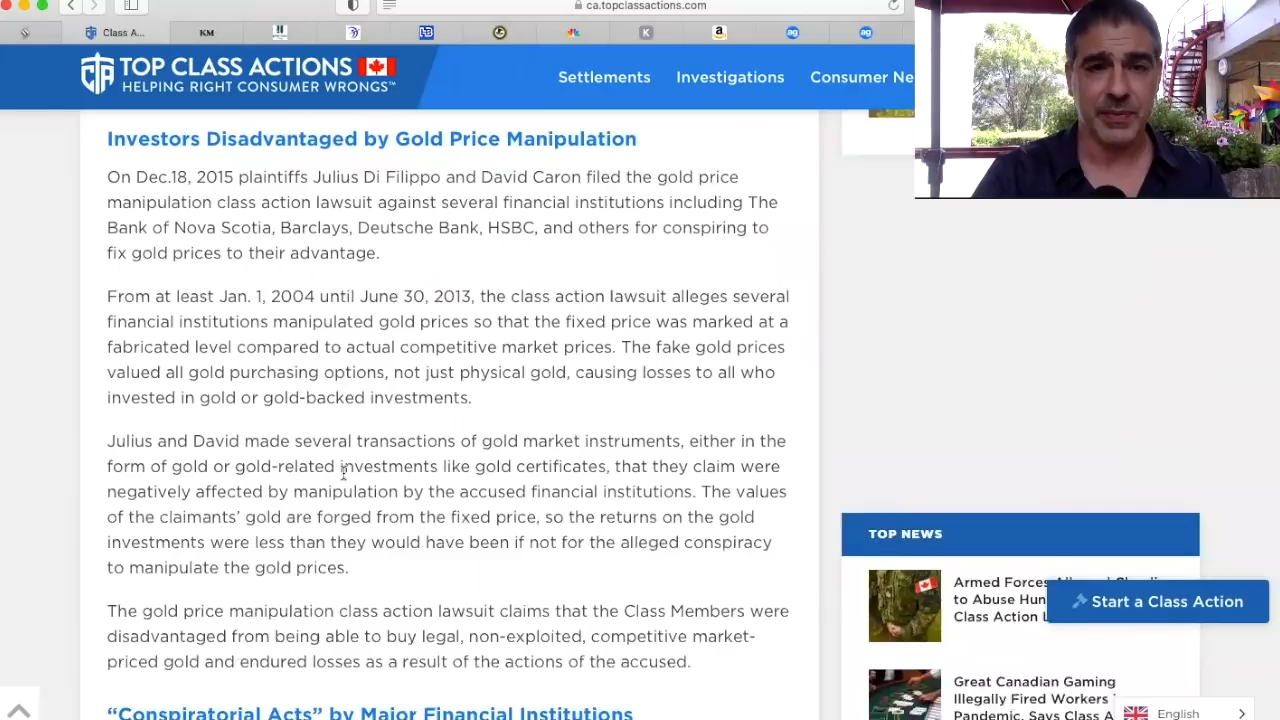 ca.topclassactions.com
Class A...
KM
TOP CLASS ACTIONS
HELPING RIGHT CONSUMER WRONGS™
Settlements
Investigations
Consumer Ne
Investors Disadvantaged by Gold Price Manipulation
On Dec.18, 2015 plaintiffs Julius Di Filippo and David Caron filed the gold price
manipulation class action lawsuit against several financial institutions including The
Bank of Nova Scotia, Barclays, Deutsche Bank, HSBC, and others for conspiring to
fix gold prices to their advantage.
From at least Jan. 1, 2004 until June 30, 2013, the class action lawsuit alleges several
financial institutions manipulated gold prices so that the fixed price was marked at a
fabricated level compared to actual competitive market prices. The fake gold prices
valued all gold purchasing options, not just physical gold, causing losses to all who
invested in gold or gold-backed investments.
Julius and David made several transactions of gold market instruments, either in the
form of gold or gold-related investments like gold certificates, that they claim were
negatively affected by manipulation by the accused financial institutions. The values
of the claimants' gold are forged from the fixed price, so the returns on the gold
investments were less than they would have been if not for the alleged conspiracy
to manipulate the gold prices.
The gold price manipulation class action lawsuit claims that the Class Members were
disadvantaged from being able to buy legal, non-exploited, competitive market-
priced gold and endured losses as a result of the actions of the accused.
“Conspiratorial Acts” by Major Financial Institutions
TOP NEWS
Armed Forces
to Abuse Hun
Class Action L
Start a Class Action
Great Canadian Gaming
Illegally Fired Workers
Pandemic, Says Class A
English